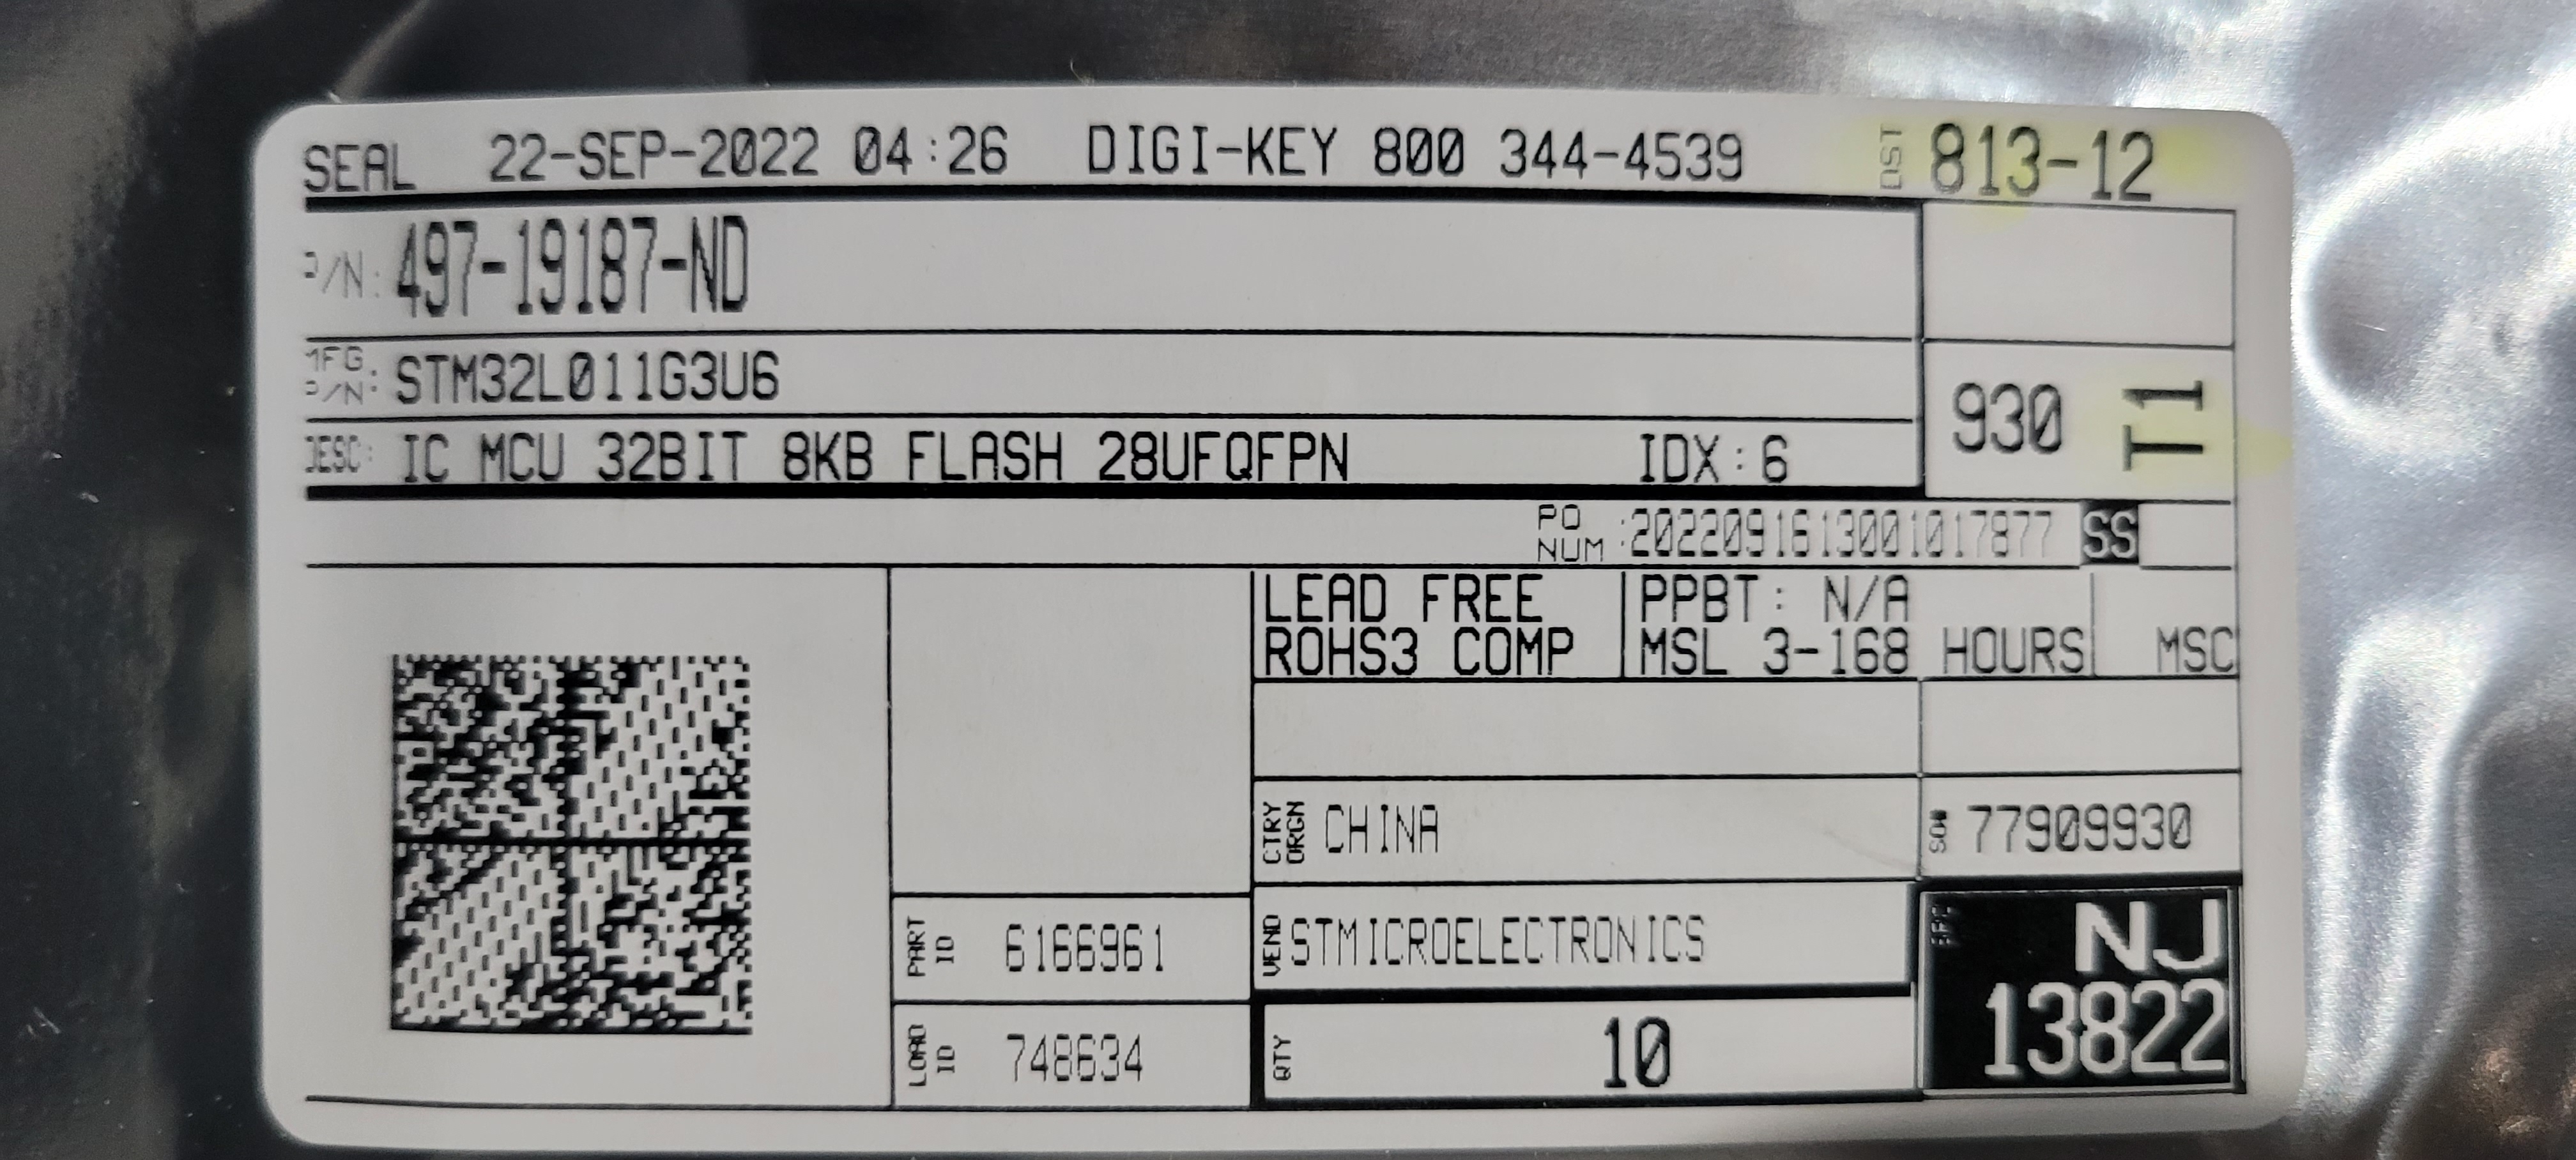 SEAL 22-SEP-2022 04:26 DIGI-KEY 800 344-4539 DST 813-12
P/N: 497-19187-ND
MFG. P/N: STM32L011G3U6
930 T1
DESC: IC MCU 32BIT 8KB FLASH 28UFQFPN IDX:6
PO NUM :2022091613001017877 SS
LEAD FREE PPBT: N/A
ROHS3 COMP MSL 3-168 HOURS MSC
CTRY ORGN CHINA SO# 77909930
PART ID 6166961 VEND STMICROELECTRONICS NJ
LOAD ID 748634 QTY 10 13822